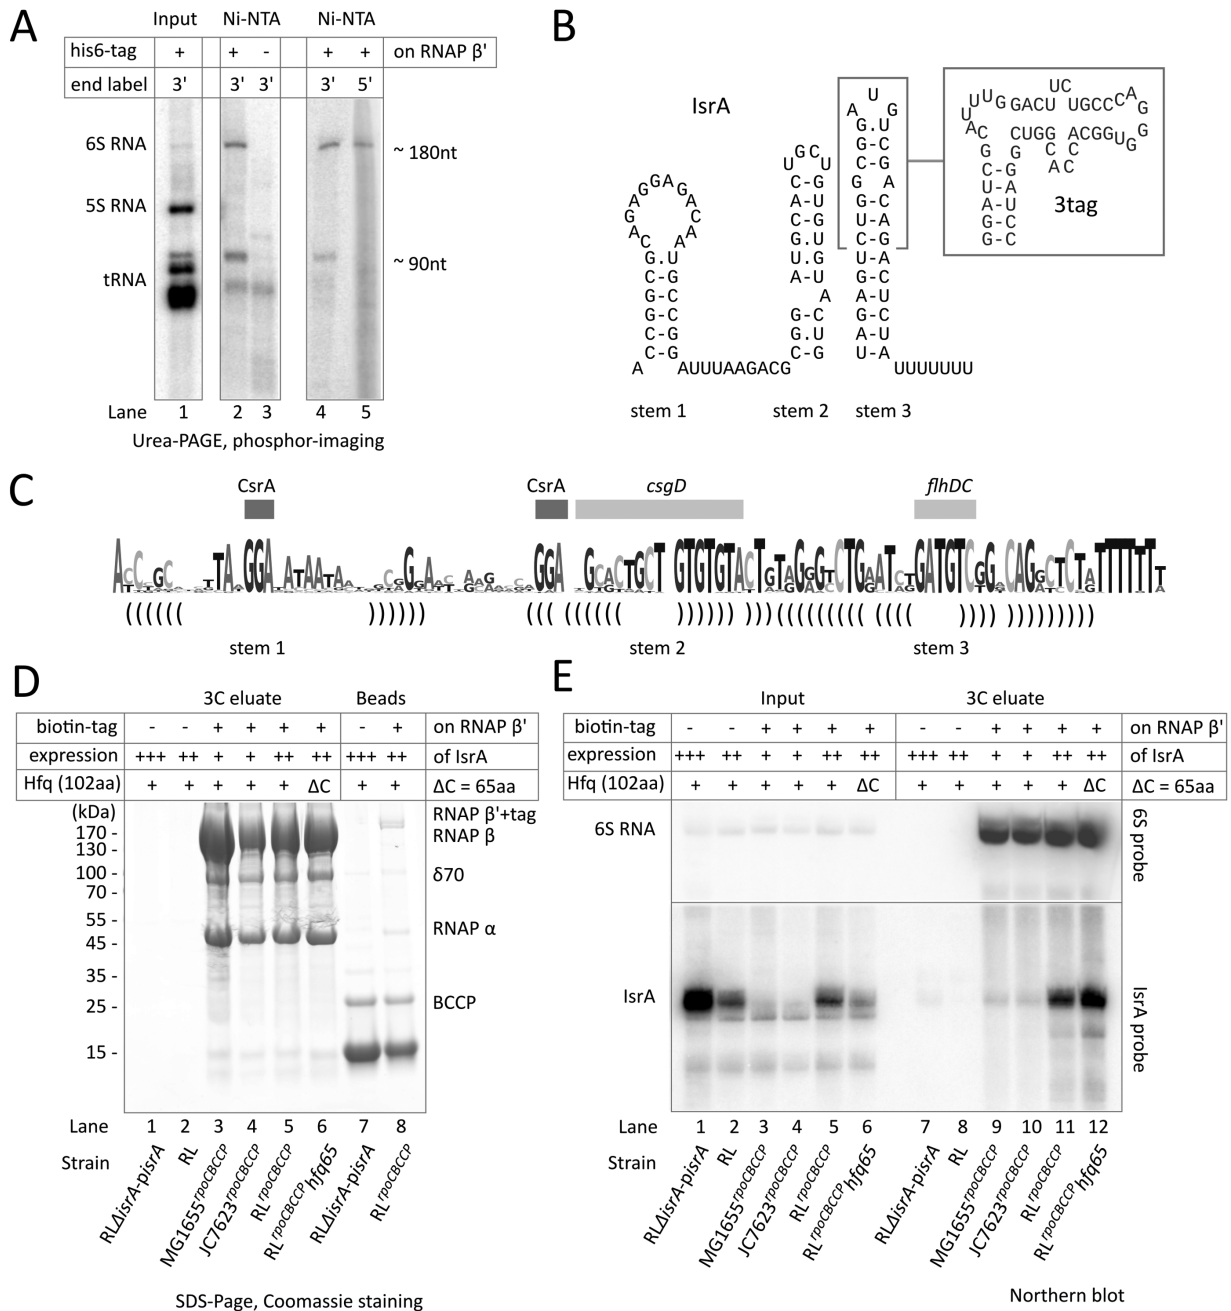 A
Input Ni-NTA Ni-NTA
his6-tag + + - + + on RNAP β'
end label 3' 3' 3' 3' 5'
6S RNA
~ 180nt
5S RNA
~ 90nt
tRNA
Lane 1 2 3 4 5
Urea-PAGE, phosphor-imaging
B
IsrA
3tag
AUUUAAGACG
UUUUUUU
stem 1 stem 2 stem 3
C
CsrA CsrA csgD flhDC
stem 1 stem 2 stem 3
D
3C eluate Beads
biotin-tag - - + + + + - + on RNAP β'
expression +++ ++ + + ++ ++ +++ ++ of IsrA
Hfq (102aa) + + + + + ΔC + + ΔC = 65aa
(kDa)
170 -
130 -
100 -
70 -
55 -
45 -
35 -
25 -
15 -
RNAP β'+tag
RNAP β
δ70
RNAP α
BCCP
Lane 1 2 3 4 5 6 7 8
Strain
RLΔisrA-pisrA
RL
MG1655rpoCBCCP
JC7623rpoCBCCP
RLrpoCBCCP
RLrpoCBCCPhfq65
RLΔisrA-pisrA
RLrpoCBCCP
SDS-Page, Coomassie staining
E
Input 3C eluate
biotin-tag - - + + + + - - + + + + on RNAP β'
expression +++ ++ + + ++ ++ +++ ++ + + ++ ++ of IsrA
Hfq (102aa) + + + + + ΔC + + + + + ΔC ΔC = 65aa
6S RNA
6S probe
IsrA
IsrA probe
Lane 1 2 3 4 5 6 7 8 9 10 11 12
Strain
RLΔisrA-pisrA
RL
MG1655rpoCBCCP
JC7623rpoCBCCP
RLrpoCBCCP
RLrpoCBCCPhfq65
RLΔisrA-pisrA
RL
MG1655rpoCBCCP
JC7623rpoCBCCP
RLrpoCBCCP
RLrpoCBCCPhfq65
Northern blot